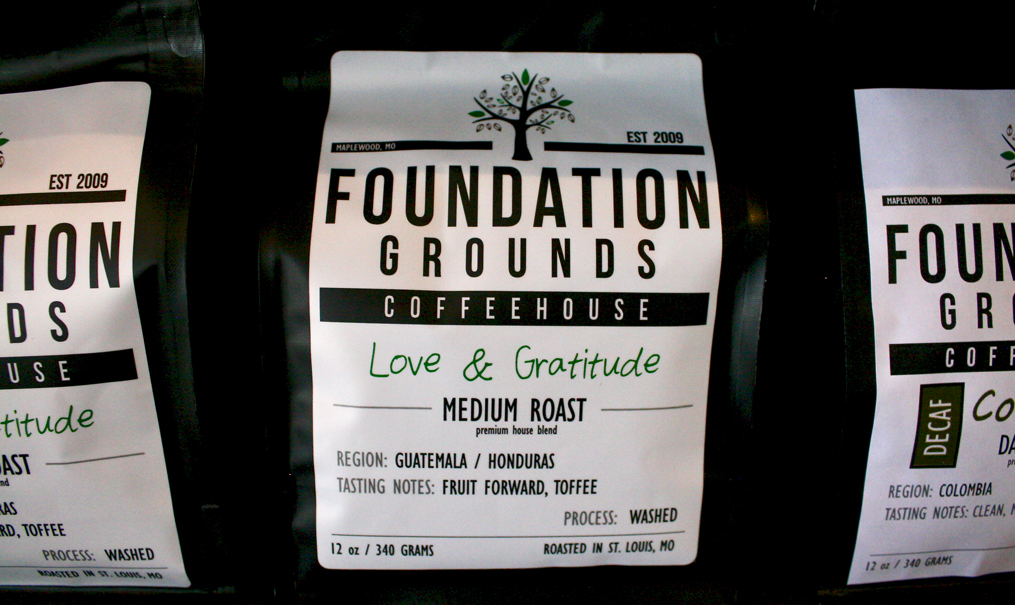 EST 2009
TION
DS
USE
titude
AST
RAS
RD, TOFFEE
PROCESS: WASHED
ROASTED IN ST. LOUIS, MO
MAPLEWOOD, MO
EST 2009
FOUNDATION
GROUNDS
COFFEEHOUSE
Love & Gratitude
MEDIUM ROAST
premium house blend
REGION: GUATEMALA / HONDURAS
TASTING NOTES: FRUIT FORWARD, TOFFEE
PROCESS: WASHED
12 oz / 340 GRAMS
ROASTED IN ST. LOUIS, MO
MAPLEWOOD, MO
FOUN
GRO
COFF
DECAF
Co
DA
REGION: COLOMBIA
TASTING NOTES: CLEAN,
12 oz / 340 GRAMS